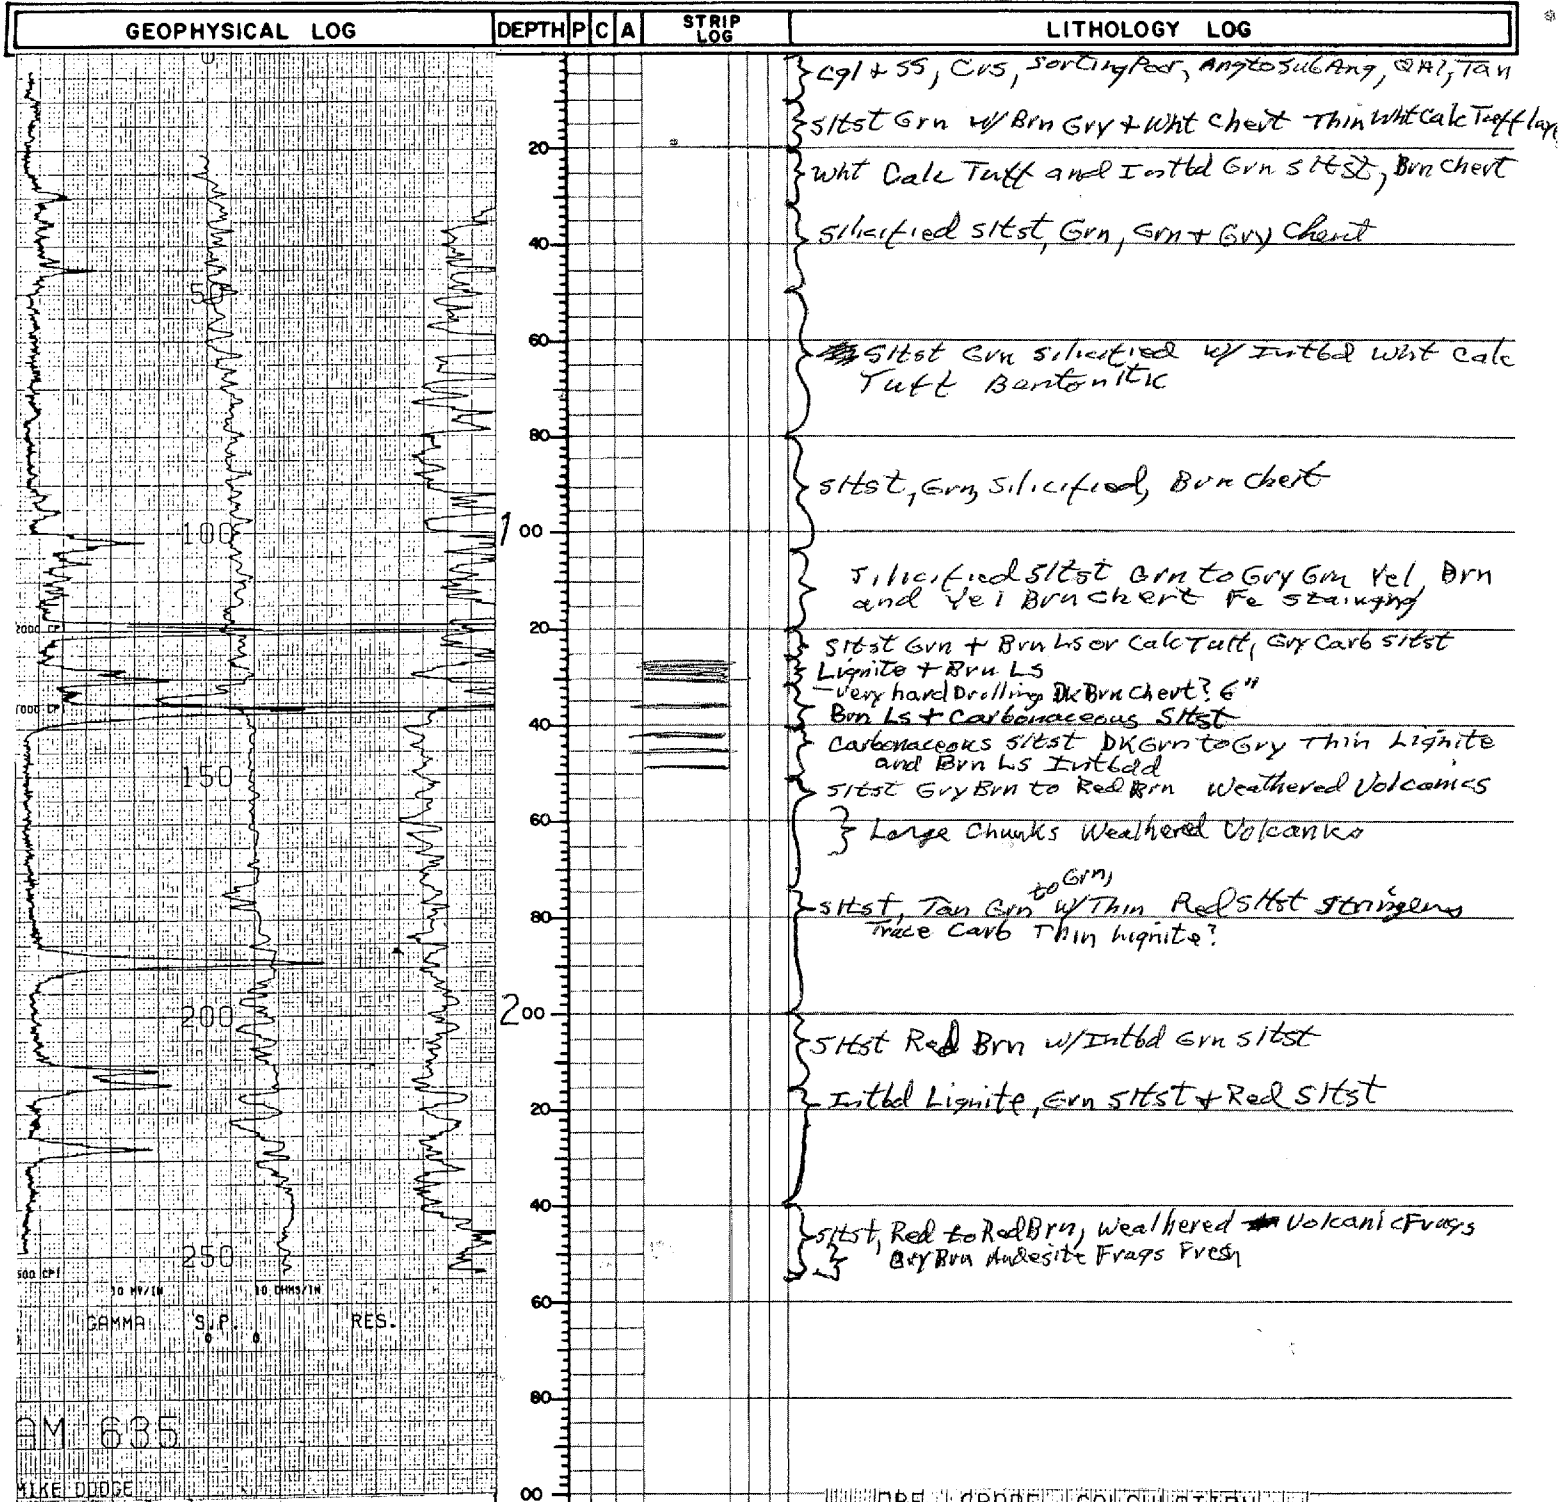 GEOPHYSICAL LOG DEPTH P C A STRIP LOG LITHOLOGY LOG
0
Cgl + SS, Crs, Sorting Poor, Ang to Sub Ang, QAl, Tan
Sltst Grn w/ Brn Gry + Wht Chert Thin Wht Calc Tuff lay
20
Wht Calc Tuff and Intbd Grn Sltst, Brn Chert
Silicified Sltst, Grn, Grn + Gry Chert
40
50
60
Sltst Grn Silicified w/ Intbd Wht Calc
Tuff Bentonitic
80
Sltst, Grn, Silicified, Brn Chert
100
100
Silicified Sltst Grn to Gry Grn Yel, Brn
and Yel Brn Chert Fe Staining
20
2000 CP
Sltst Grn + Brn Ls or Calc Tuff, Gry Carb Sltst
Lignite + Brn Ls
- Very hard Drilling Dk Brn Chert? 6"
1000 CP
Brn Ls + Carbonaceous Sltst
40
Carbonaceous Sltst Dk Grn to Gry Thin Lignite
and Brn Ls Intbdd
150
Sltst Gry Brn to Red Brn Weathered Volcanics
60
} Large Chunks Weathered Volcanics
to Grn,
Sltst, Tan Grn w/ Thin Red Sltst Stringers
80
Trace Carb Thin Lignite?
200
200
Sltst Red Brn w/ Intbd Grn Sltst
Intbd Lignite, Grn Sltst + Red Sltst
20
40
Sltst, Red to Red Brn, Weathered Volcanic Frags
} Gry Brn Andesite Frags Fresh
250
500 CP
10 MV/IN 10 OHMS/IN
60
GAMMA S.P. RES.
0 0
80
AM 635
MIKE DODGE
00
ORE GRADE CALCULATION